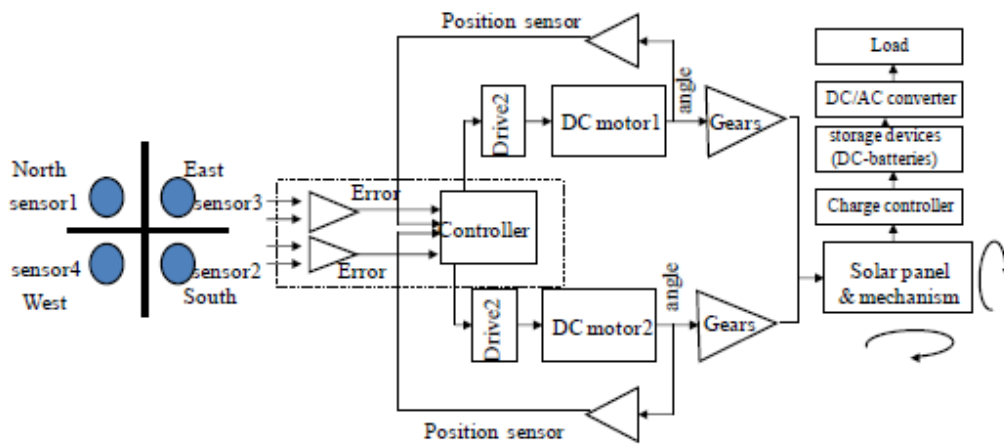 Position sensor
Load
DC/AC converter
storage devices
(DC-batteries)
Charge controller
Solar panel
& mechanism
angle
Drive2
DC motor1
Gears
North
East
sensor1
sensor3
Error
Controller
sensor4
sensor2
West
South
Error
angle
Drive2
DC motor2
Gears
Position sensor